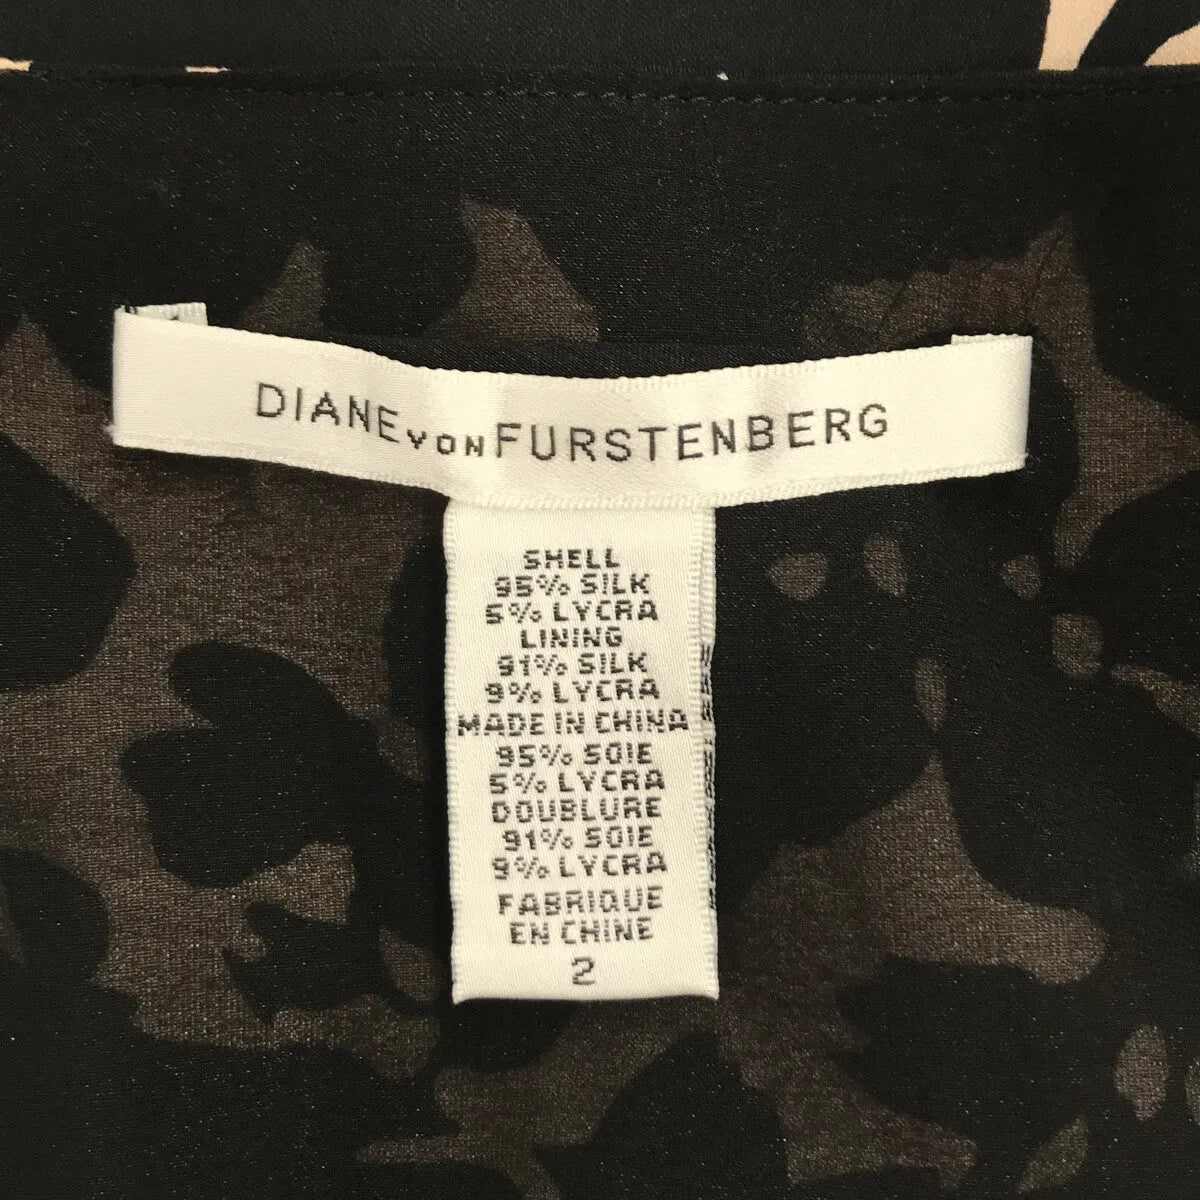 DIANE VON FURSTENBERG
SHELL
95% SILK
5% LYCRA
LINING
91% SILK
9% LYCRA
MADE IN CHINA
95% SOIE
5% LYCRA
DOUBLURE
91% SOIE
9% LYCRA
FABRIQUE
EN CHINE
2